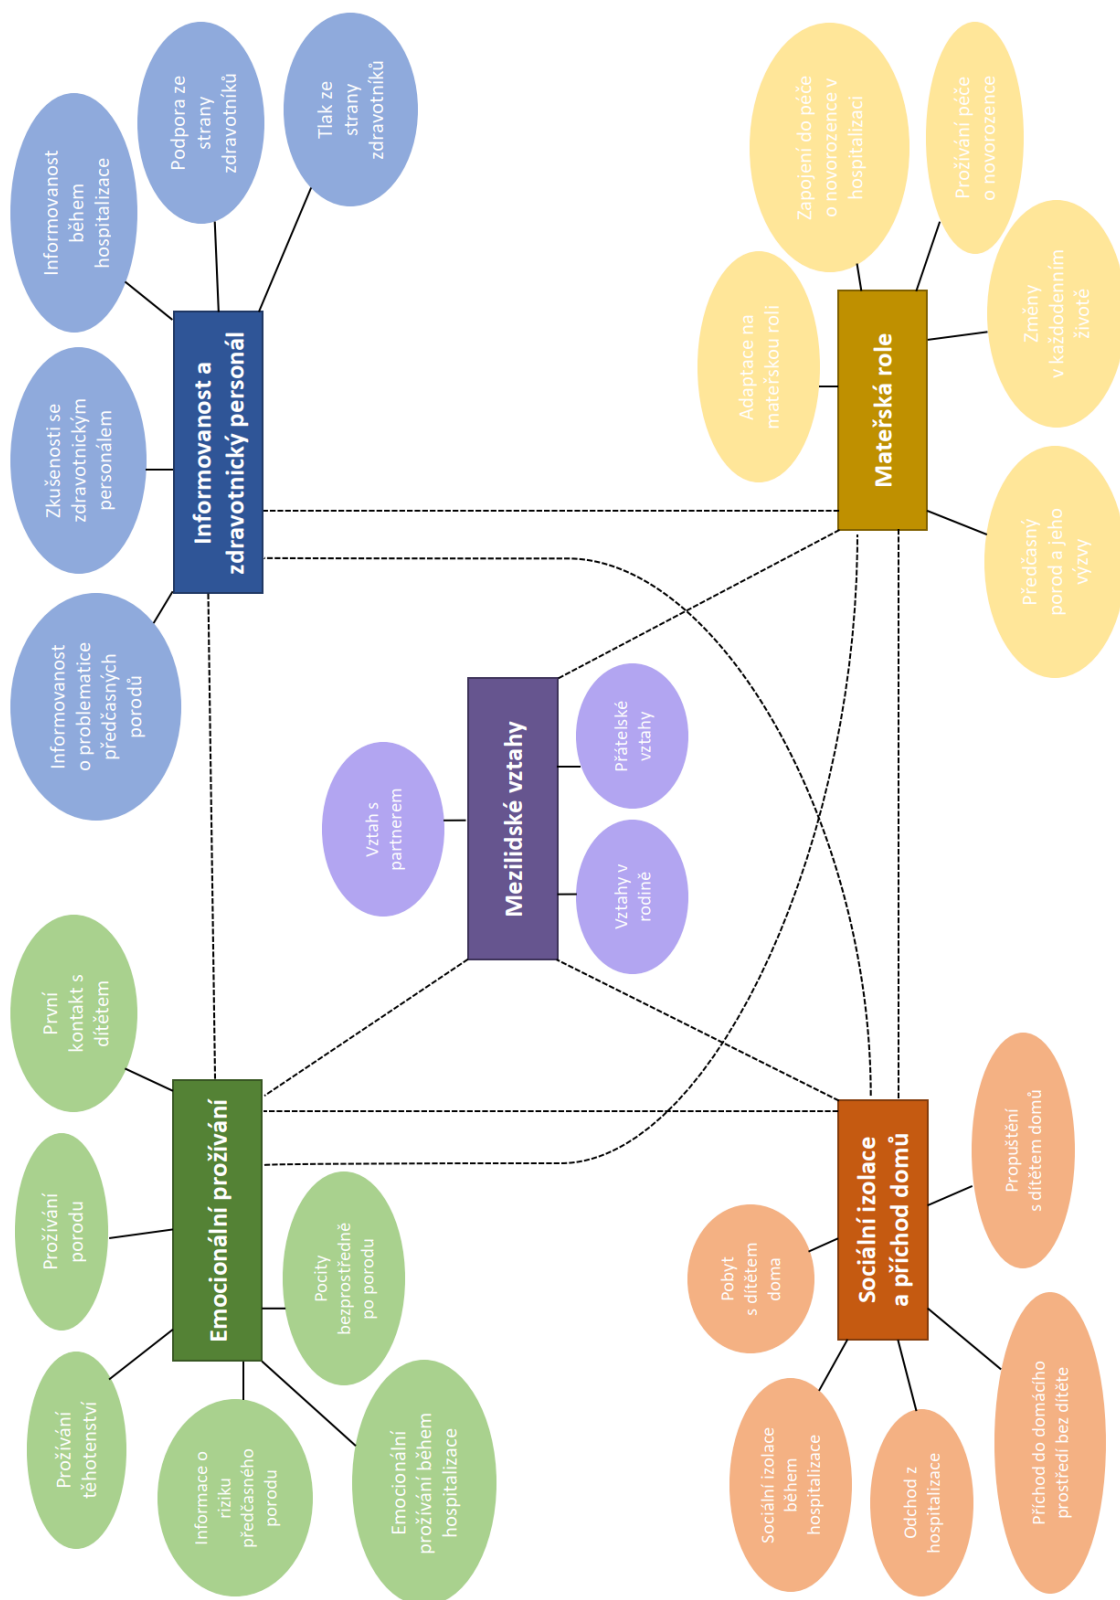 Prožívání
těhotenství
Prožívání
porodu
První
kontakt s
dítětem
Informace o
riziku
předčasného
porodu
Emocionální prožívání
Emocionální
prožívání během
hospitalizace
Pocity
bezprostředně
po porodu
Informovanost
o problematice
předčasných
porodů
Zkušenosti se
zdravotnickým
personálem
Informovanost
během
hospitalizace
Informovanost a
zdravotnický personál
Podpora ze
strany
zdravotníků
Tlak ze
strany
zdravotníků
Vztah s
partnerem
Mezilidské vztahy
Vztahy v
rodině
Přátelské
vztahy
Sociální izolace
během
hospitalizace
Pobyt
s dítětem
doma
Sociální izolace
a příchod domů
Odchod z
hospitalizace
Příchod do domácího
prostředí bez dítěte
Propuštění
s dítětem domů
Adaptace na
mateřskou roli
Zapojení do péče
o novorozence v
hospitalizaci
Mateřská role
Prožívání péče
o novorozence
Předčasný
porod a jeho
výzvy
Změny
v každodenním
životě